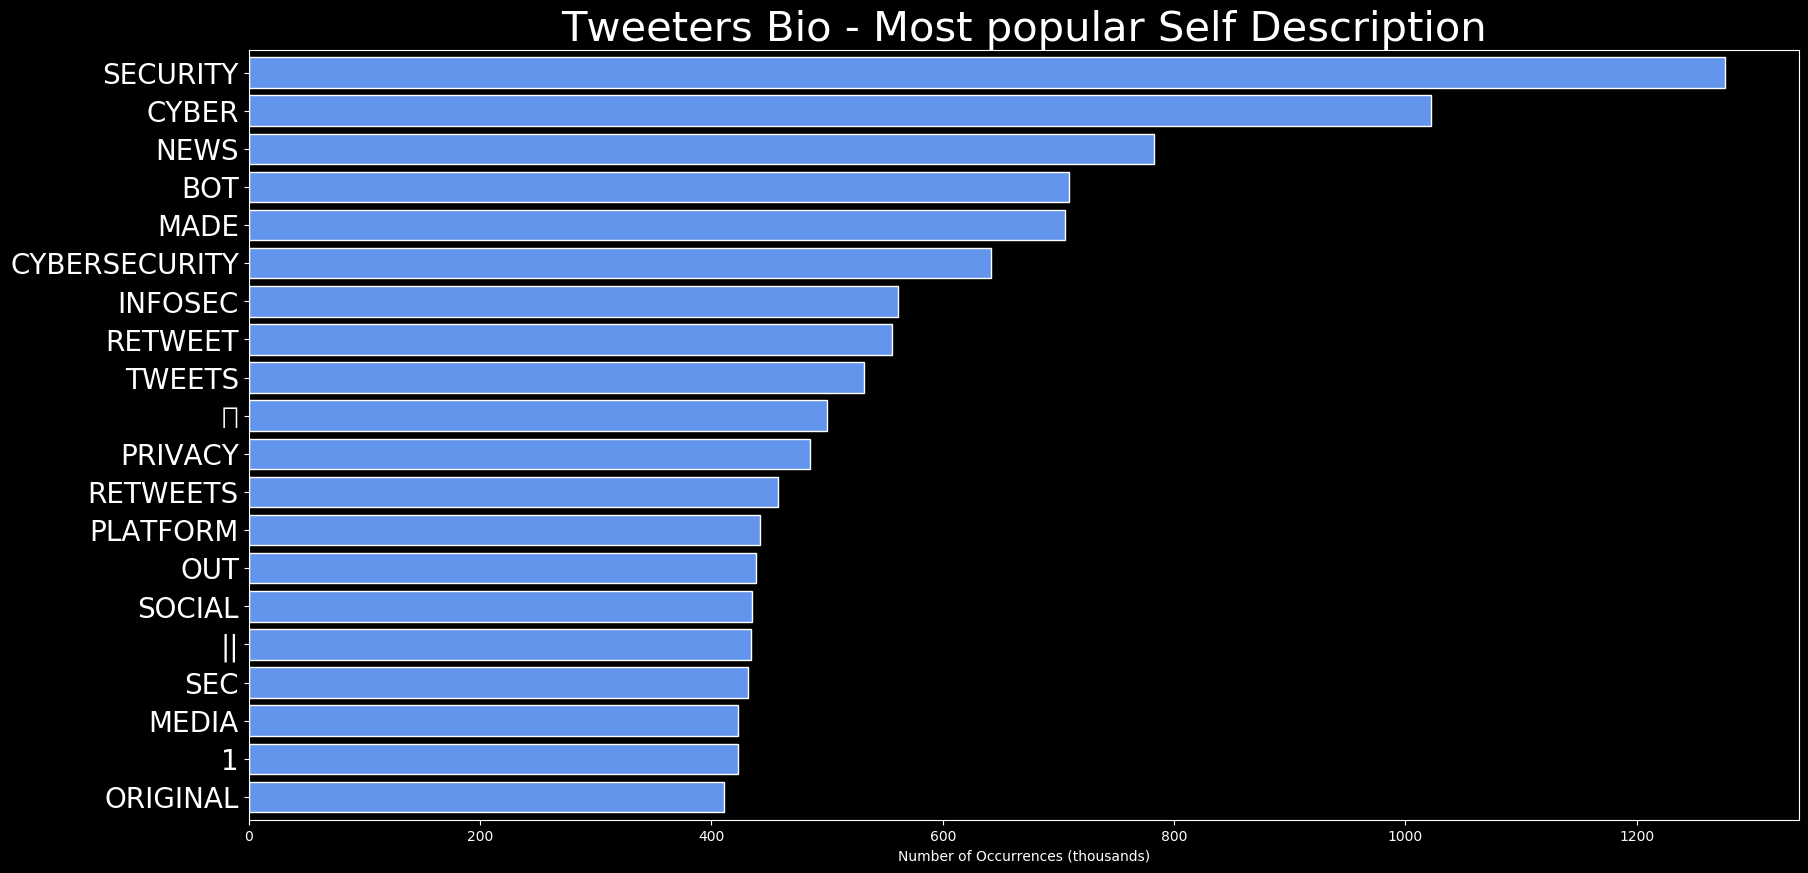 Tweeters Bio - Most popular Self Description
SECURITY
CYBER
NEWS
BOT
MADE
CYBERSECURITY
INFOSEC
RETWEET
TWEETS
PRIVACY
RETWEETS
PLATFORM
OUT
SOCIAL
||
SEC
MEDIA
1
ORIGINAL
0 200 400 600 800 1000 1200
Number of Occurrences (thousands)